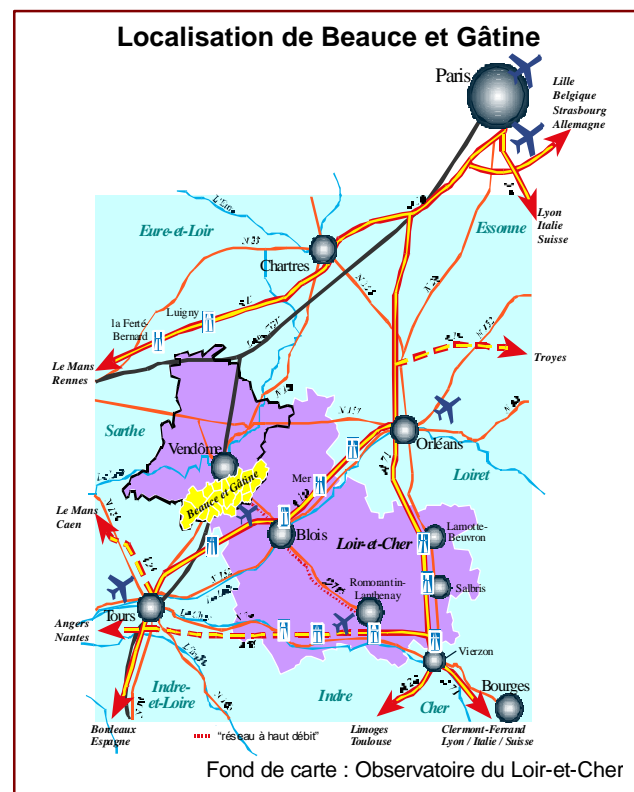 Localisation de Beauce et Gâtine
Paris
Lille
Belgique
Strasbourg
Allemagne
Lyon
Italie
Suisse
Eure-et-Loir
Essonne
N 23
Chartres
Luigny
la Ferté-
Bernard
Le Mans
Rennes
Troyes
Sarthe
N 157
Vendôme
Orléans
Loiret
Beauce et Gâtine
Mer
A 71
Le Mans
Caen
Blois
Loir-et-Cher
Lamotte-
Beuvron
Romorantin-
Lanthenay
Salbris
Tours
Angers
Nantes
Vierzon
Bourges
Indre-
et-Loire
Indre
Cher
Bordeaux
Espagne
"réseau à haut débit"
Limoges
Toulouse
Clermont-Ferrand
Lyon / Italie / Suisse
Fond de carte : Observatoire du Loir-et-Cher